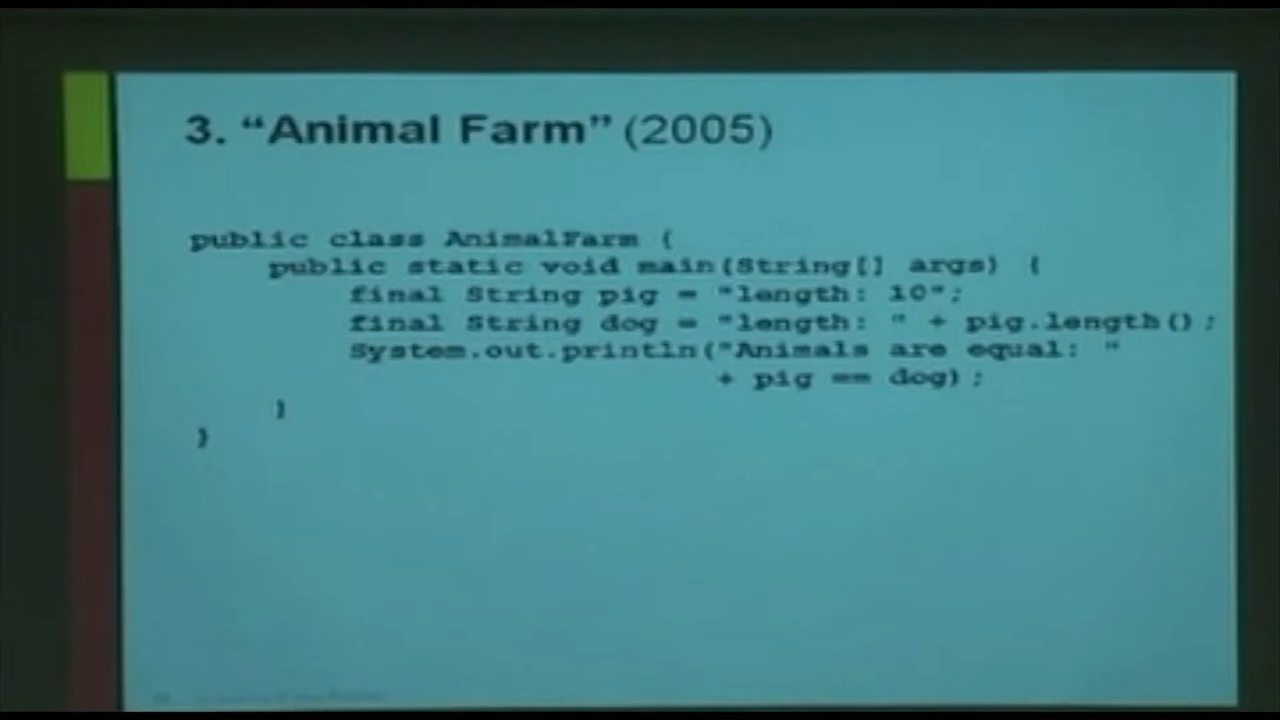 3. “Animal Farm” (2005)
public class AnimalFarm {
public static void main(String[] args) {
final String pig = "length: 10";
final String dog = "length: " + pig.length();
System.out.println("Animals are equal: "
+ pig == dog);
}
}